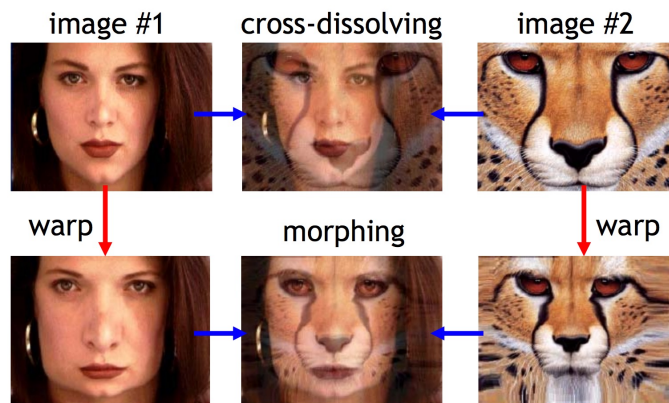 image #1
cross-dissolving
image #2
warp
morphing
warp